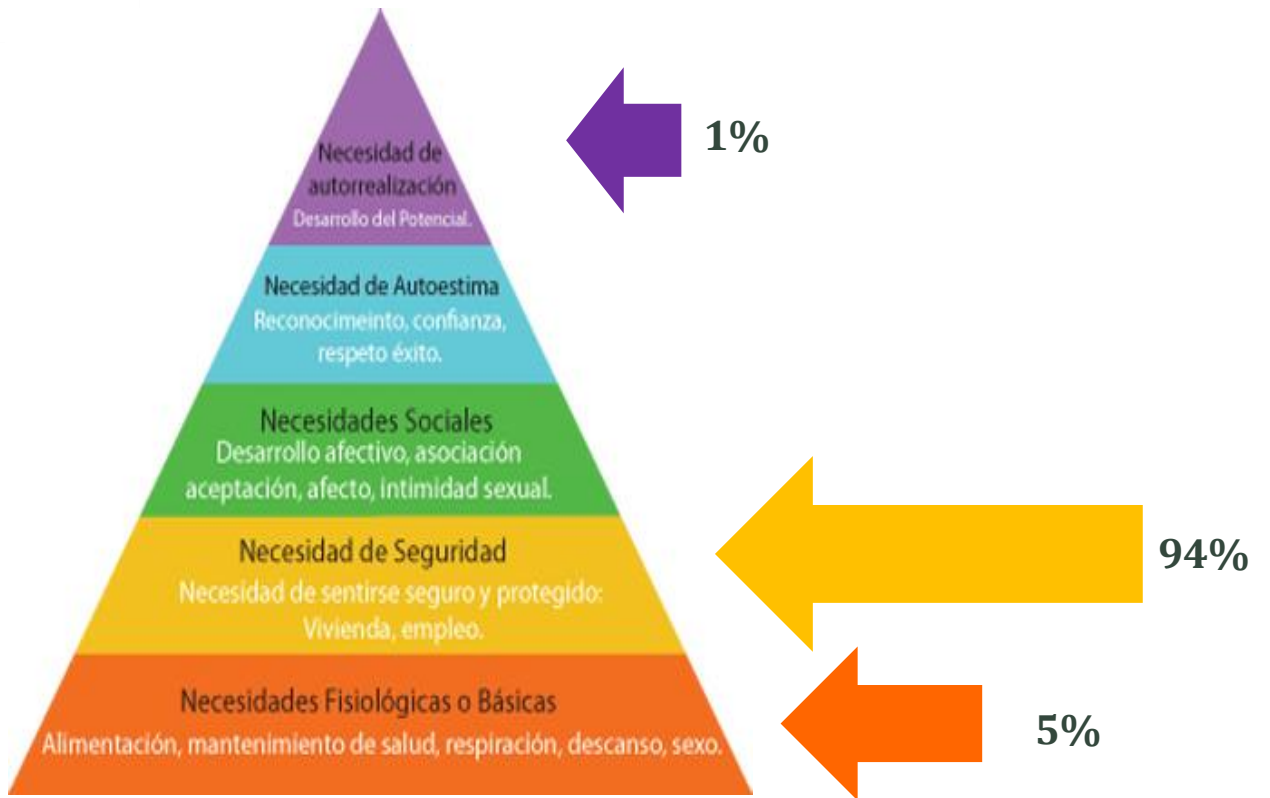 Necesidad de
autorrealización
Desarrollo del Potencial.
1%
Necesidad de Autoestima
Reconocimeinto, confianza,
respeto éxito.
Necesidades Sociales
Desarrollo afectivo, asociación
aceptación, afecto, intimidad sexual.
Necesidad de Seguridad
Necesidad de sentirse seguro y protegido:
Vivienda, empleo.
94%
Necesidades Fisiológicas o Básicas
Alimentación, mantenimiento de salud, respiración, descanso, sexo.
5%